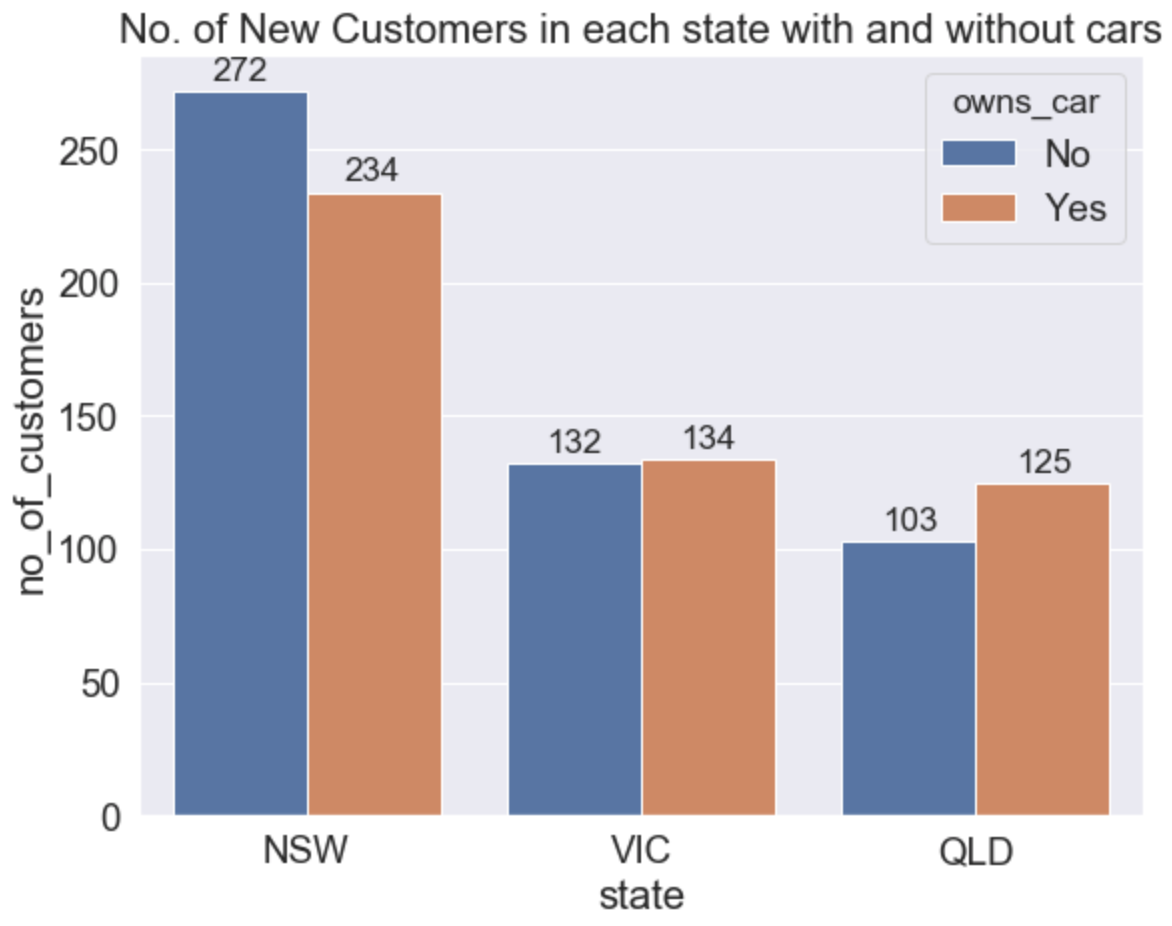 No. of New Customers in each state with and without cars
272
234
132
134
103
125
owns_car
No
Yes
250
200
150
100
50
0
no_of_customers
NSW
VIC
QLD
state